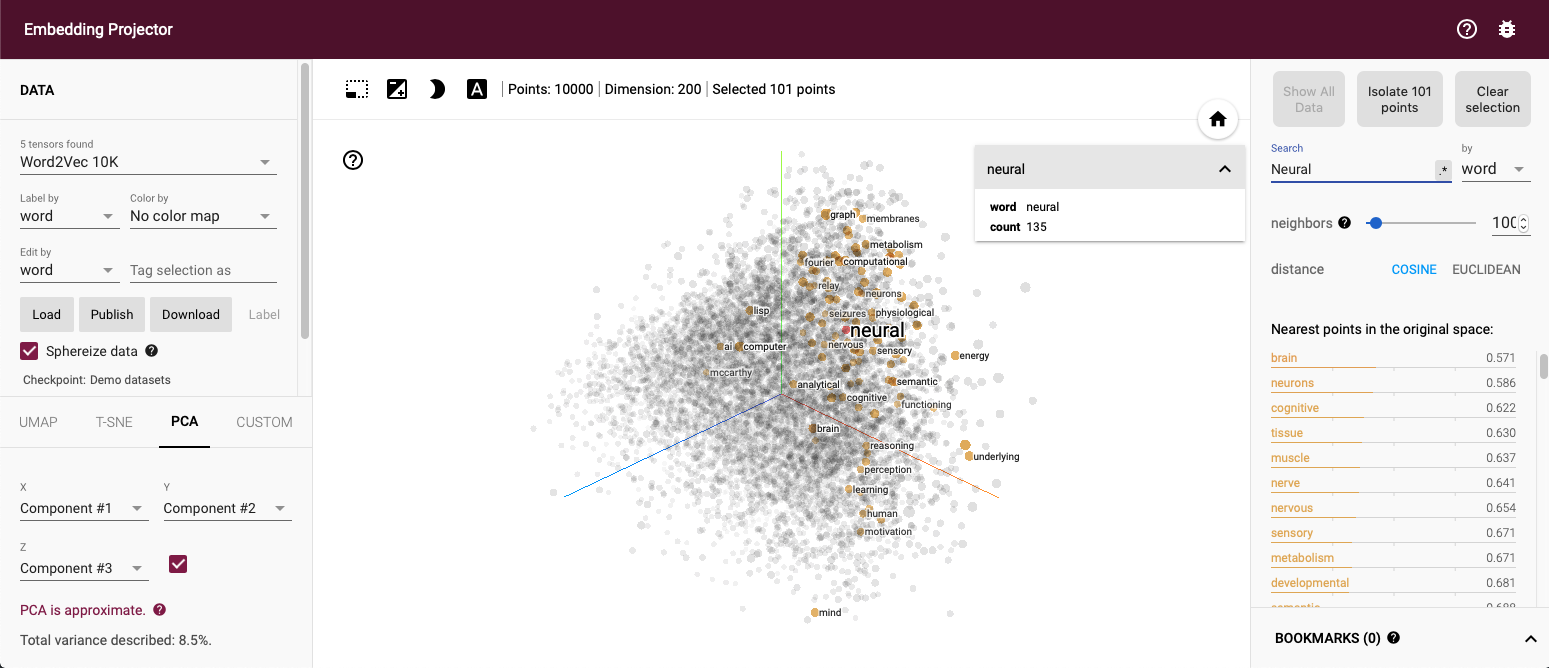 Embedding Projector
DATA
5 tensors found
Word2Vec 10K
Label by
Color by
word
No color map
Edit by
word
Tag selection as
Load
Publish
Download
Label
Sphereize data
Checkpoint: Demo datasets
UMAP
T-SNE
PCA
CUSTOM
X
Y
Component #1
Component #2
Z
Component #3
PCA is approximate.
Total variance described: 8.5%.
A
Points: 10000
Dimension: 200
Selected 101 points
neural
word neural
count 135
graph
membranes
metabolism
fourier
computational
relay
neurons
lisp
seizures
physiological
neural
ai
computer
nervous
sensory
energy
mccarthy
analytical
semantic
cognitive
functioning
brain
reasoning
underlying
perception
learning
human
motivation
mind
Show All
Data
Isolate 101
points
Clear
selection
Search
by
Neural
.*
word
neighbors
100
distance
COSINE
EUCLIDEAN
Nearest points in the original space:
brain 0.571
neurons 0.586
cognitive 0.622
tissue 0.630
muscle 0.637
nerve 0.641
nervous 0.654
sensory 0.671
metabolism 0.671
developmental 0.681
BOOKMARKS (0)